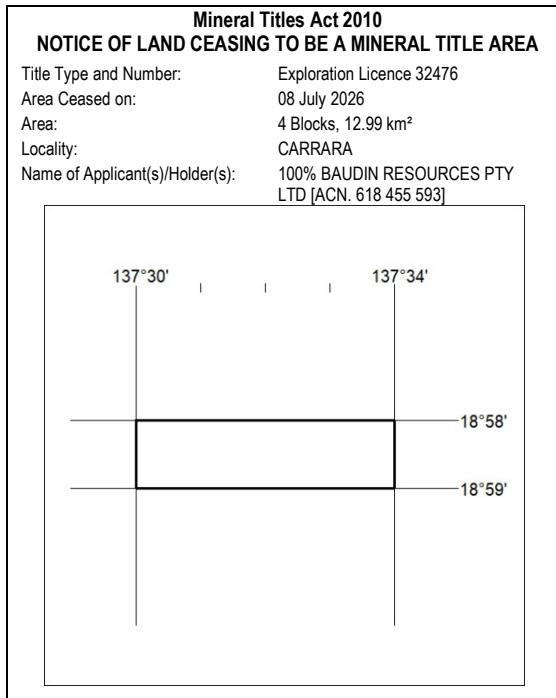 Mineral Titles Act 2010
NOTICE OF LAND CEASING TO BE A MINERAL TITLE AREA
Title Type and Number: Exploration Licence 32476
Area Ceased on: 08 July 2026
Area: 4 Blocks, 12.99 km²
Locality: CARRARA
Name of Applicant(s)/Holder(s): 100% BAUDIN RESOURCES PTY
LTD [ACN. 618 455 593]
137°30' 137°34'
18°58'
18°59'